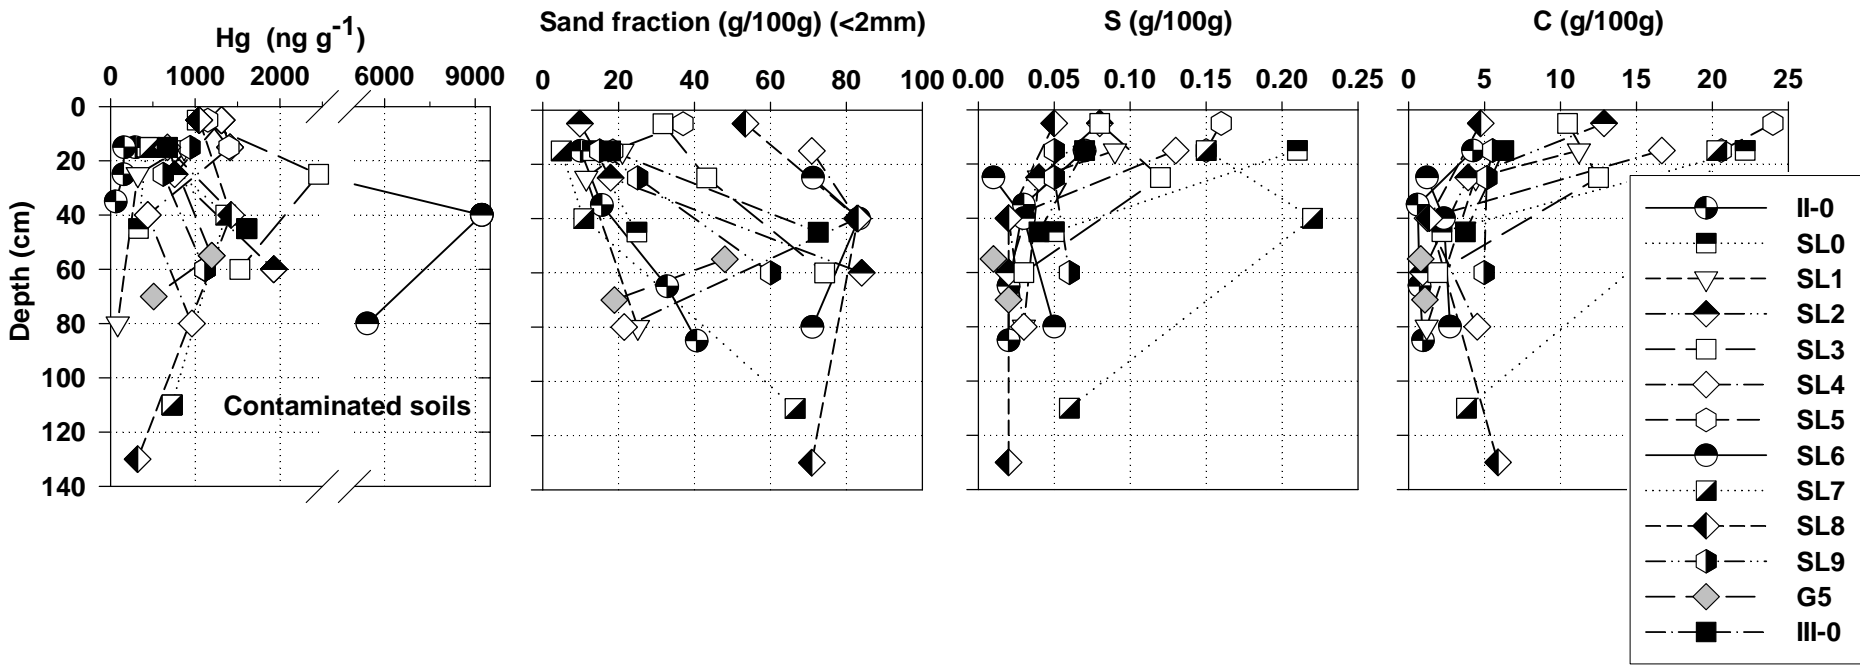 Hg (ng g-1)
Sand fraction (g/100g) (<2mm)
S (g/100g)
C (g/100g)
0 1000 2000 6000 9000
0 20 40 60 80 100
0.00 0.05 0.10 0.15 0.20 0.25
0 5 10 15 20 25
Depth (cm)
0
20
40
60
80
100
120
140
Contaminated soils
II-0
SL0
SL1
SL2
SL3
SL4
SL5
SL6
SL7
SL8
SL9
G5
III-0